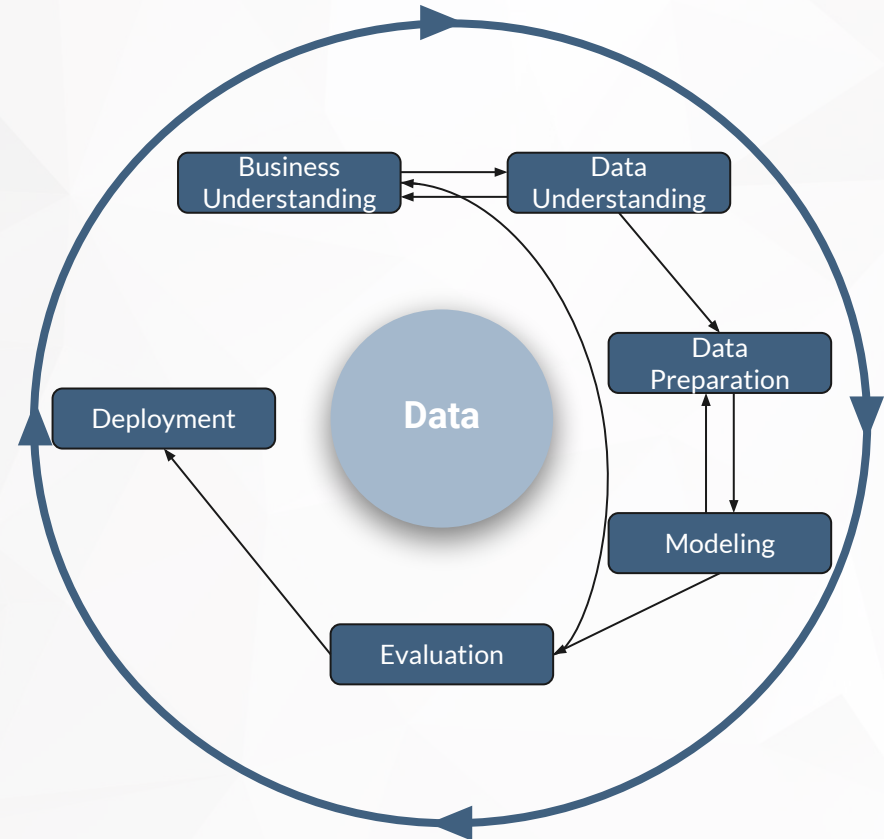 Business
Understanding
Data
Understanding
Data
Preparation
Deployment
Data
Modeling
Evaluation